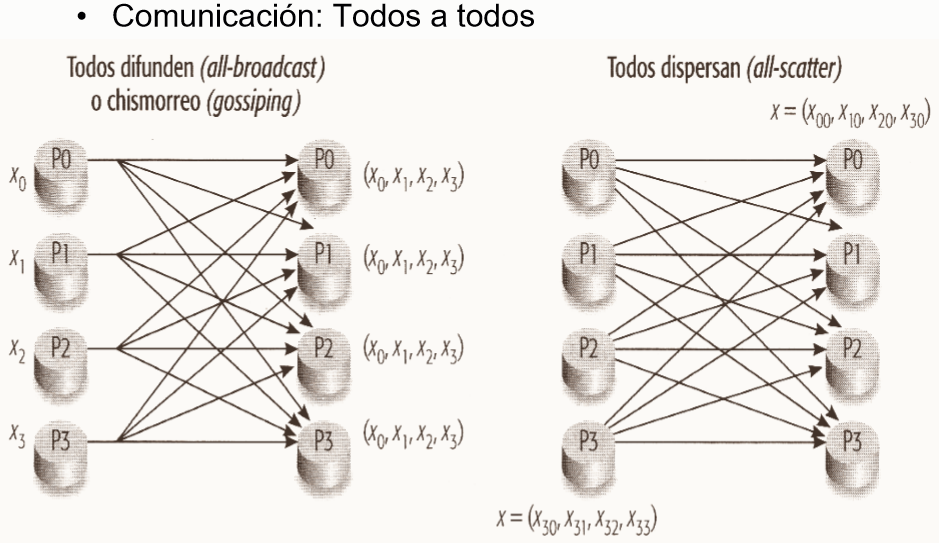 • Comunicación: Todos a todos
Todos difunden (all-broadcast)
o chismorreo (gossiping)
x₀ P0 P0 (x₀, x₁, x₂, x₃)
x₁ P1 P1 (x₀, x₁, x₂, x₃)
x₂ P2 P2 (x₀, x₁, x₂, x₃)
x₃ P3 P3 (x₀, x₁, x₂, x₃)
Todos dispersan (all-scatter)
x = (x₀₀, x₁₀, x₂₀, x₃₀)
P0 P0
P1 P1
P2 P2
P3 P3
x = (x₃₀, x₃₁, x₃₂, x₃₃)